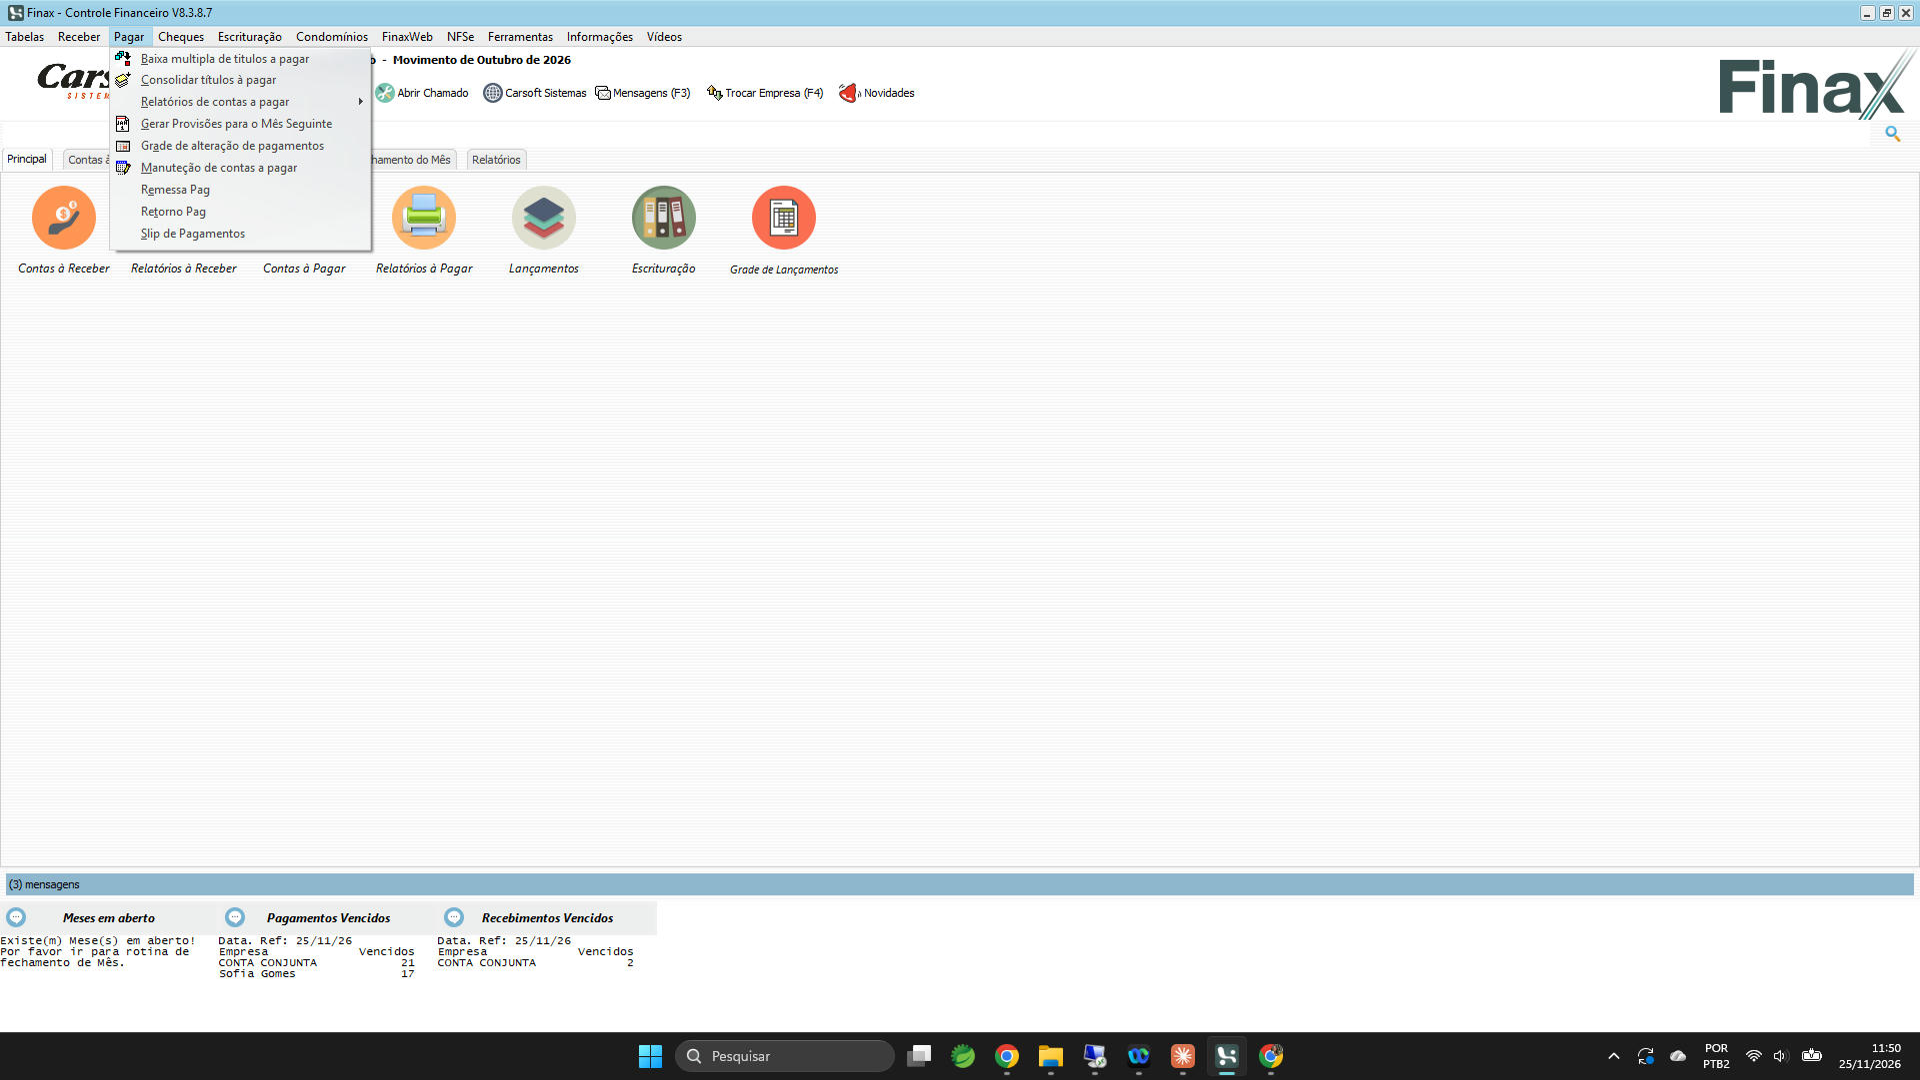 Finax - Controle Financeiro V8.3.8.7
Tabelas Receber Pagar Cheques Escrituração Condomínios FinaxWeb NFSe Ferramentas Informações Vídeos
- Movimento de Outubro de 2026
Abrir Chamado Carsoft Sistemas Mensagens (F3) Trocar Empresa (F4) Novidades
Finax
Baixa multipla de titulos a pagar
Consolidar títulos à pagar
Relatórios de contas a pagar
Gerar Provisões para o Mês Seguinte
Grade de alteração de pagamentos
Manuteção de contas a pagar
Remessa Pag
Retorno Pag
Slip de Pagamentos
Principal Contas hamento do Mês Relatórios
Contas à Receber Relatórios à Receber Contas à Pagar Relatórios à Pagar Lançamentos Escrituração Grade de Lançamentos
(3) mensagens
Meses em aberto
Existe(m) Mese(s) em aberto!
Por favor ir para rotina de
fechamento de Mês.
Pagamentos Vencidos
Data. Ref: 25/11/26
Empresa Vencidos
CONTA CONJUNTA 21
Sofia Gomes 17
Recebimentos Vencidos
Data. Ref: 25/11/26
Empresa Vencidos
CONTA CONJUNTA 2
Pesquisar
POR
PTB2
11:50
25/11/2026